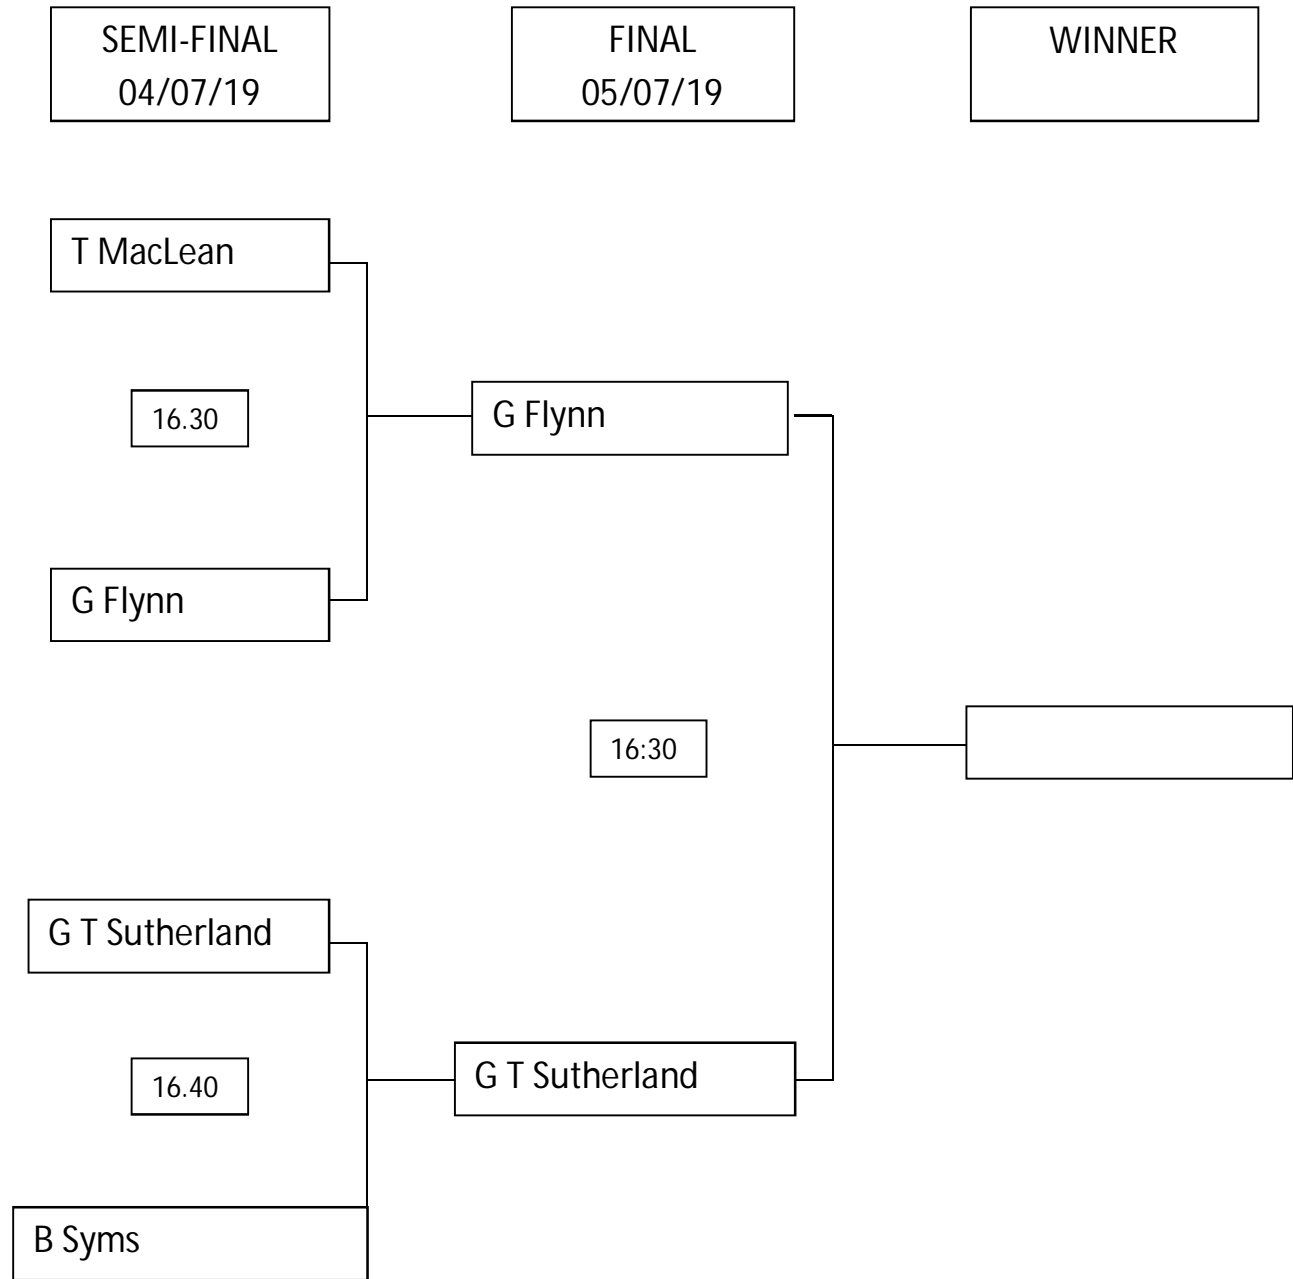 SEMI-FINAL
04/07/19
FINAL
05/07/19
WINNER
T MacLean
16.30
G Flynn
G Flynn
16:30
G T Sutherland
16.40
G T Sutherland
B Syms